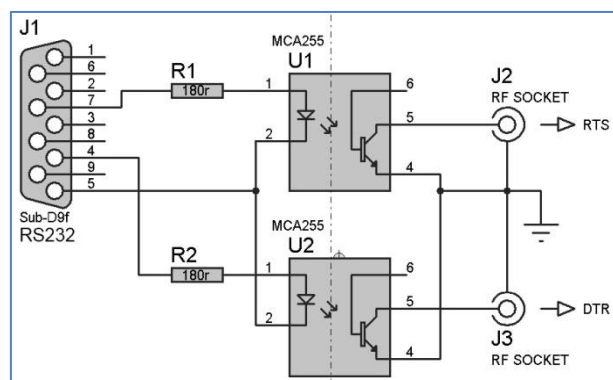 J1
1
6
2
7
3
8
4
9
5
Sub-D9f
RS232
R1
180r
R2
180r
MCA255
U1
1
2
6
5
4
MCA255
U2
1
2
6
5
4
J2
RF SOCKET
RTS
DTR
J3
RF SOCKET